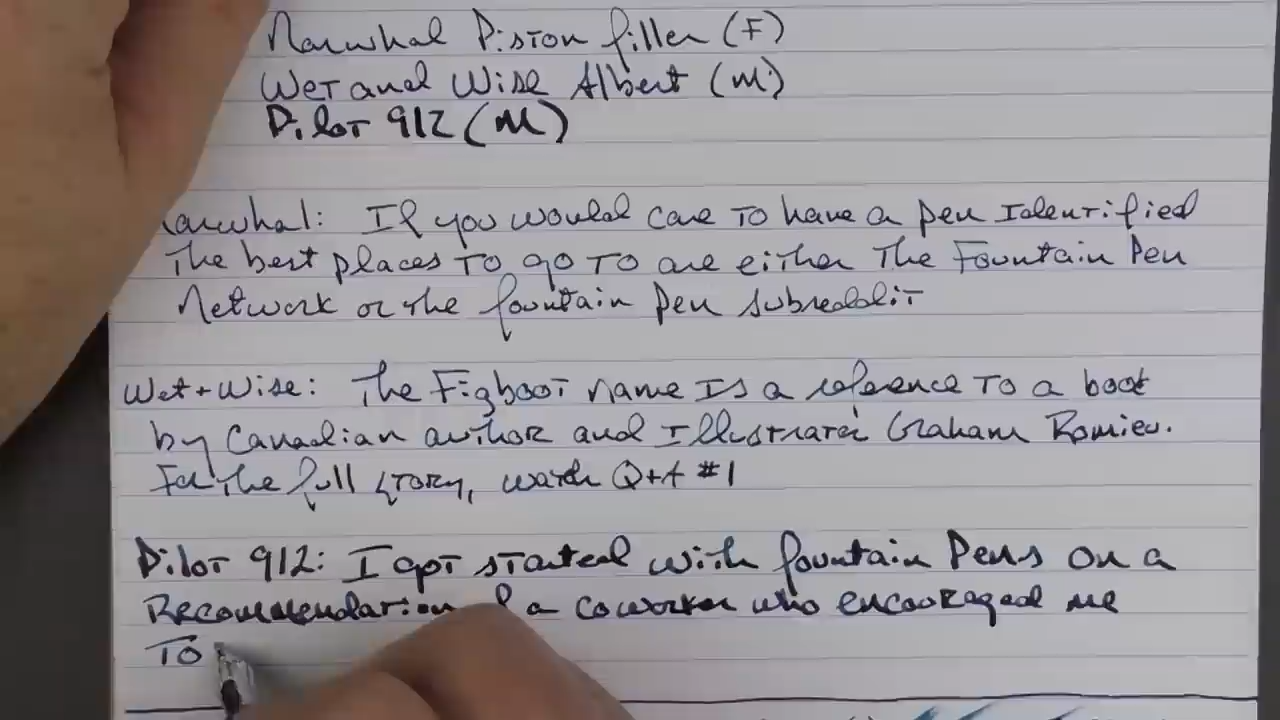 Narwhal Piston filler (F)
Wet and Wise Albert (M)
Pilot 912 (M)
arwhal: If you would care to have a pen Identified
The best places to go to are either The Fountain Pen
Network or the fountain pen subreddit
Wet + Wise: The Figboot name Is a reference to a book
by Canadian author and Illustrator Graham Romieu.
For the full story, watch Q+A #1
Pilot 912: I got started with fountain Pens on a
Recommendation of a coworker who encouraged me
To